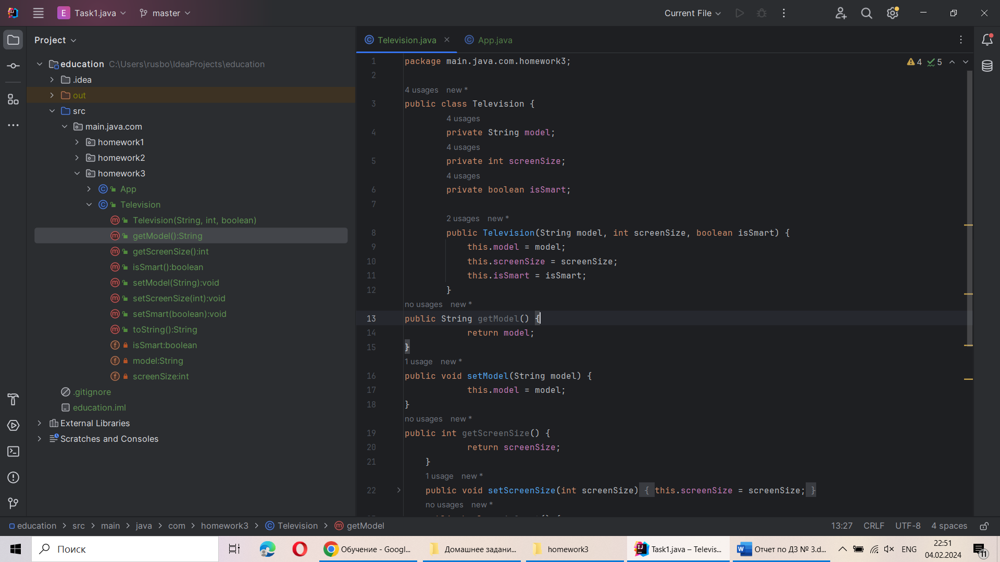 E Task1.java master Current File
Project
education C:\Users\rusbo\IdeaProjects\education
.idea
out
src
main.java.com
homework1
homework2
homework3
App
Television
Television(String, int, boolean)
getModel():String
getScreenSize():int
isSmart():boolean
setModel(String):void
setScreenSize(int):void
setSmart(boolean):void
toString():String
isSmart:boolean
model:String
screenSize:int
.gitignore
education.iml
External Libraries
Scratches and Consoles
Television.java App.java
4 5
1 package main.java.com.homework3;
2
4 usages new *
3 public class Television {
4 usages
4 private String model;
4 usages
5 private int screenSize;
4 usages
6 private boolean isSmart;
7
2 usages new *
8 public Television(String model, int screenSize, boolean isSmart) {
9 this.model = model;
10 this.screenSize = screenSize;
11 this.isSmart = isSmart;
12 }
no usages new *
13 public String getModel() {
14 return model;
15 }
1 usage new *
16 public void setModel(String model) {
17 this.model = model;
18 }
no usages new *
19 public int getScreenSize() {
20 return screenSize;
21 }
1 usage new *
22 public void setScreenSize(int screenSize) { this.screenSize = screenSize; }
no usages new *
education src main java com homework3 Television getModel
13:27 CRLF UTF-8 4 spaces
Поиск
Обучение - Googl...
Домашнее задани...
homework3
Task1.java – Televis...
Отчет по ДЗ № 3.d...
ENG
22:51
04.02.2024
11